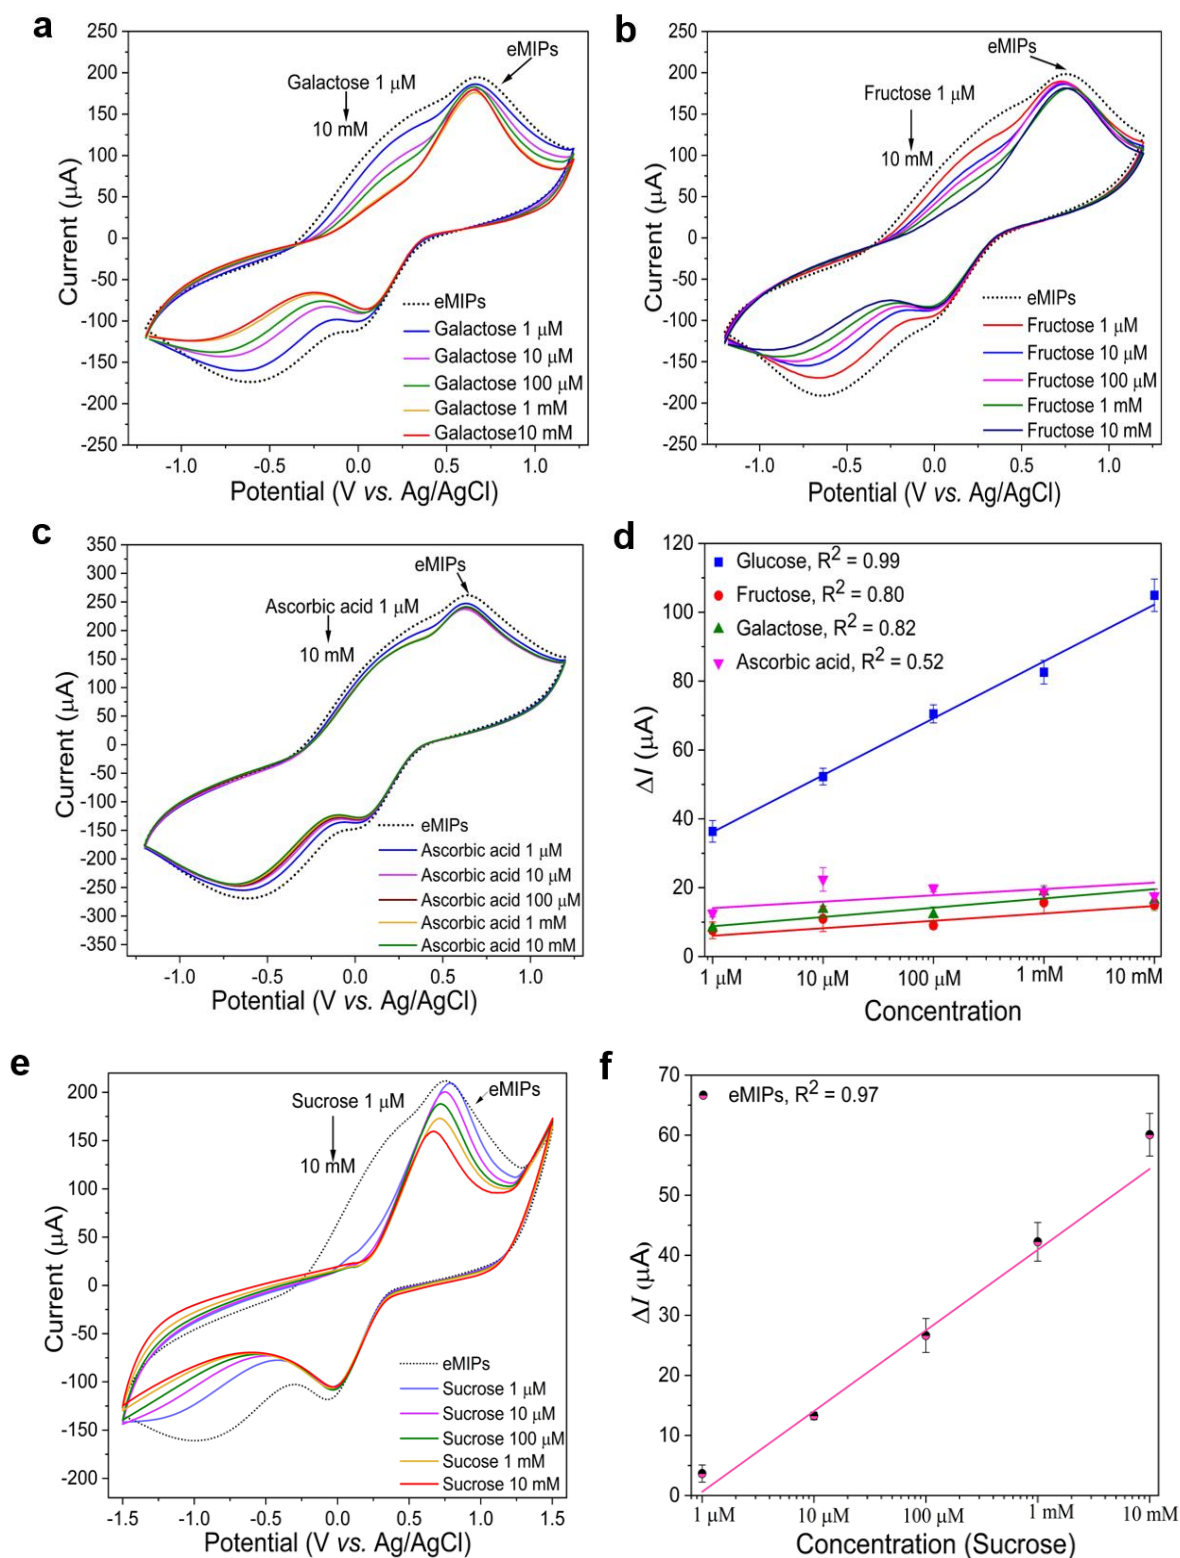 a
250
200
150
100
50
0
-50
-100
-150
-200
-250
Current (μA)
eMIPs
Galactose 1 μM
10 mM
eMIPs
Galactose 1 μM
Galactose 10 μM
Galactose 100 μM
Galactose 1 mM
Galactose10 mM
-1.0 -0.5 0.0 0.5 1.0
Potential (V vs. Ag/AgCl)
b
250
200
150
100
50
0
-50
-100
-150
-200
-250
Current (μA)
eMIPs
Fructose 1 μM
10 mM
eMIPs
Fructose 1 μM
Fructose 10 μM
Fructose 100 μM
Fructose 1 mM
Fructose 10 mM
-1.0 -0.5 0.0 0.5 1.0
Potential (V vs. Ag/AgCl)
c
350
300
250
200
150
100
50
0
-50
-100
-150
-200
-250
-300
-350
Current (μA)
eMIPs
Ascorbic acid 1 μM
10 mM
eMIPs
Ascorbic acid 1 μM
Ascorbic acid 10 μM
Ascorbic acid 100 μM
Ascorbic acid 1 mM
Ascorbic acid 10 mM
-1.0 -0.5 0.0 0.5 1.0
Potential (V vs. Ag/AgCl)
d
120
100
80
60
40
20
0
ΔI (μA)
Glucose, R² = 0.99
Fructose, R² = 0.80
Galactose, R² = 0.82
Ascorbic acid, R² = 0.52
1 μM 10 μM 100 μM 1 mM 10 mM
Concentration
e
200
150
100
50
0
-50
-100
-150
-200
Current (μA)
eMIPs
Sucrose 1 μM
10 mM
eMIPs
Sucrose 1 μM
Sucrose 10 μM
Sucrose 100 μM
Sucose 1 mM
Sucrose 10 mM
-1.5 -1.0 -0.5 0.0 0.5 1.0 1.5
Potential (V vs. Ag/AgCl)
f
70
60
50
40
30
20
10
0
ΔI (μA)
eMIPs, R² = 0.97
1 μM 10 μM 100 μM 1 mM 10 mM
Concentration (Sucrose)